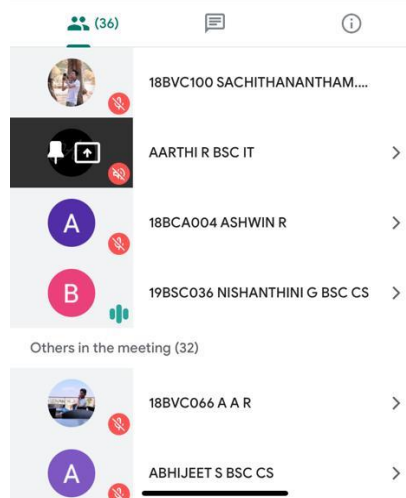 (36)
18BVC100 SACHITHANANTHAM....
AARTHI R BSC IT
A
18BCA004 ASHWIN R
B
19BSC036 NISHANTHINI G BSC CS
Others in the meeting (32)
18BVC066 A A R
A
ABHIJEET S BSC CS